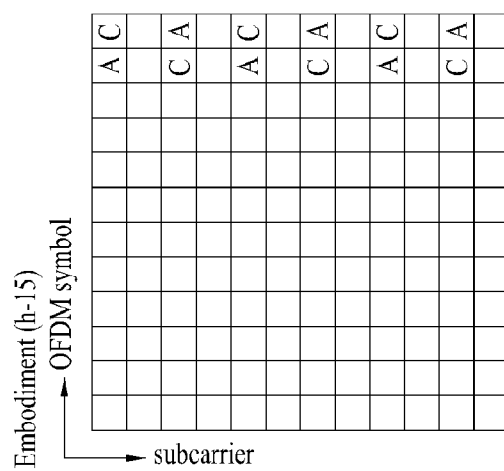 C A C A C A
A C A C A C
Embodiment (h-15)
OFDM symbol
subcarrier